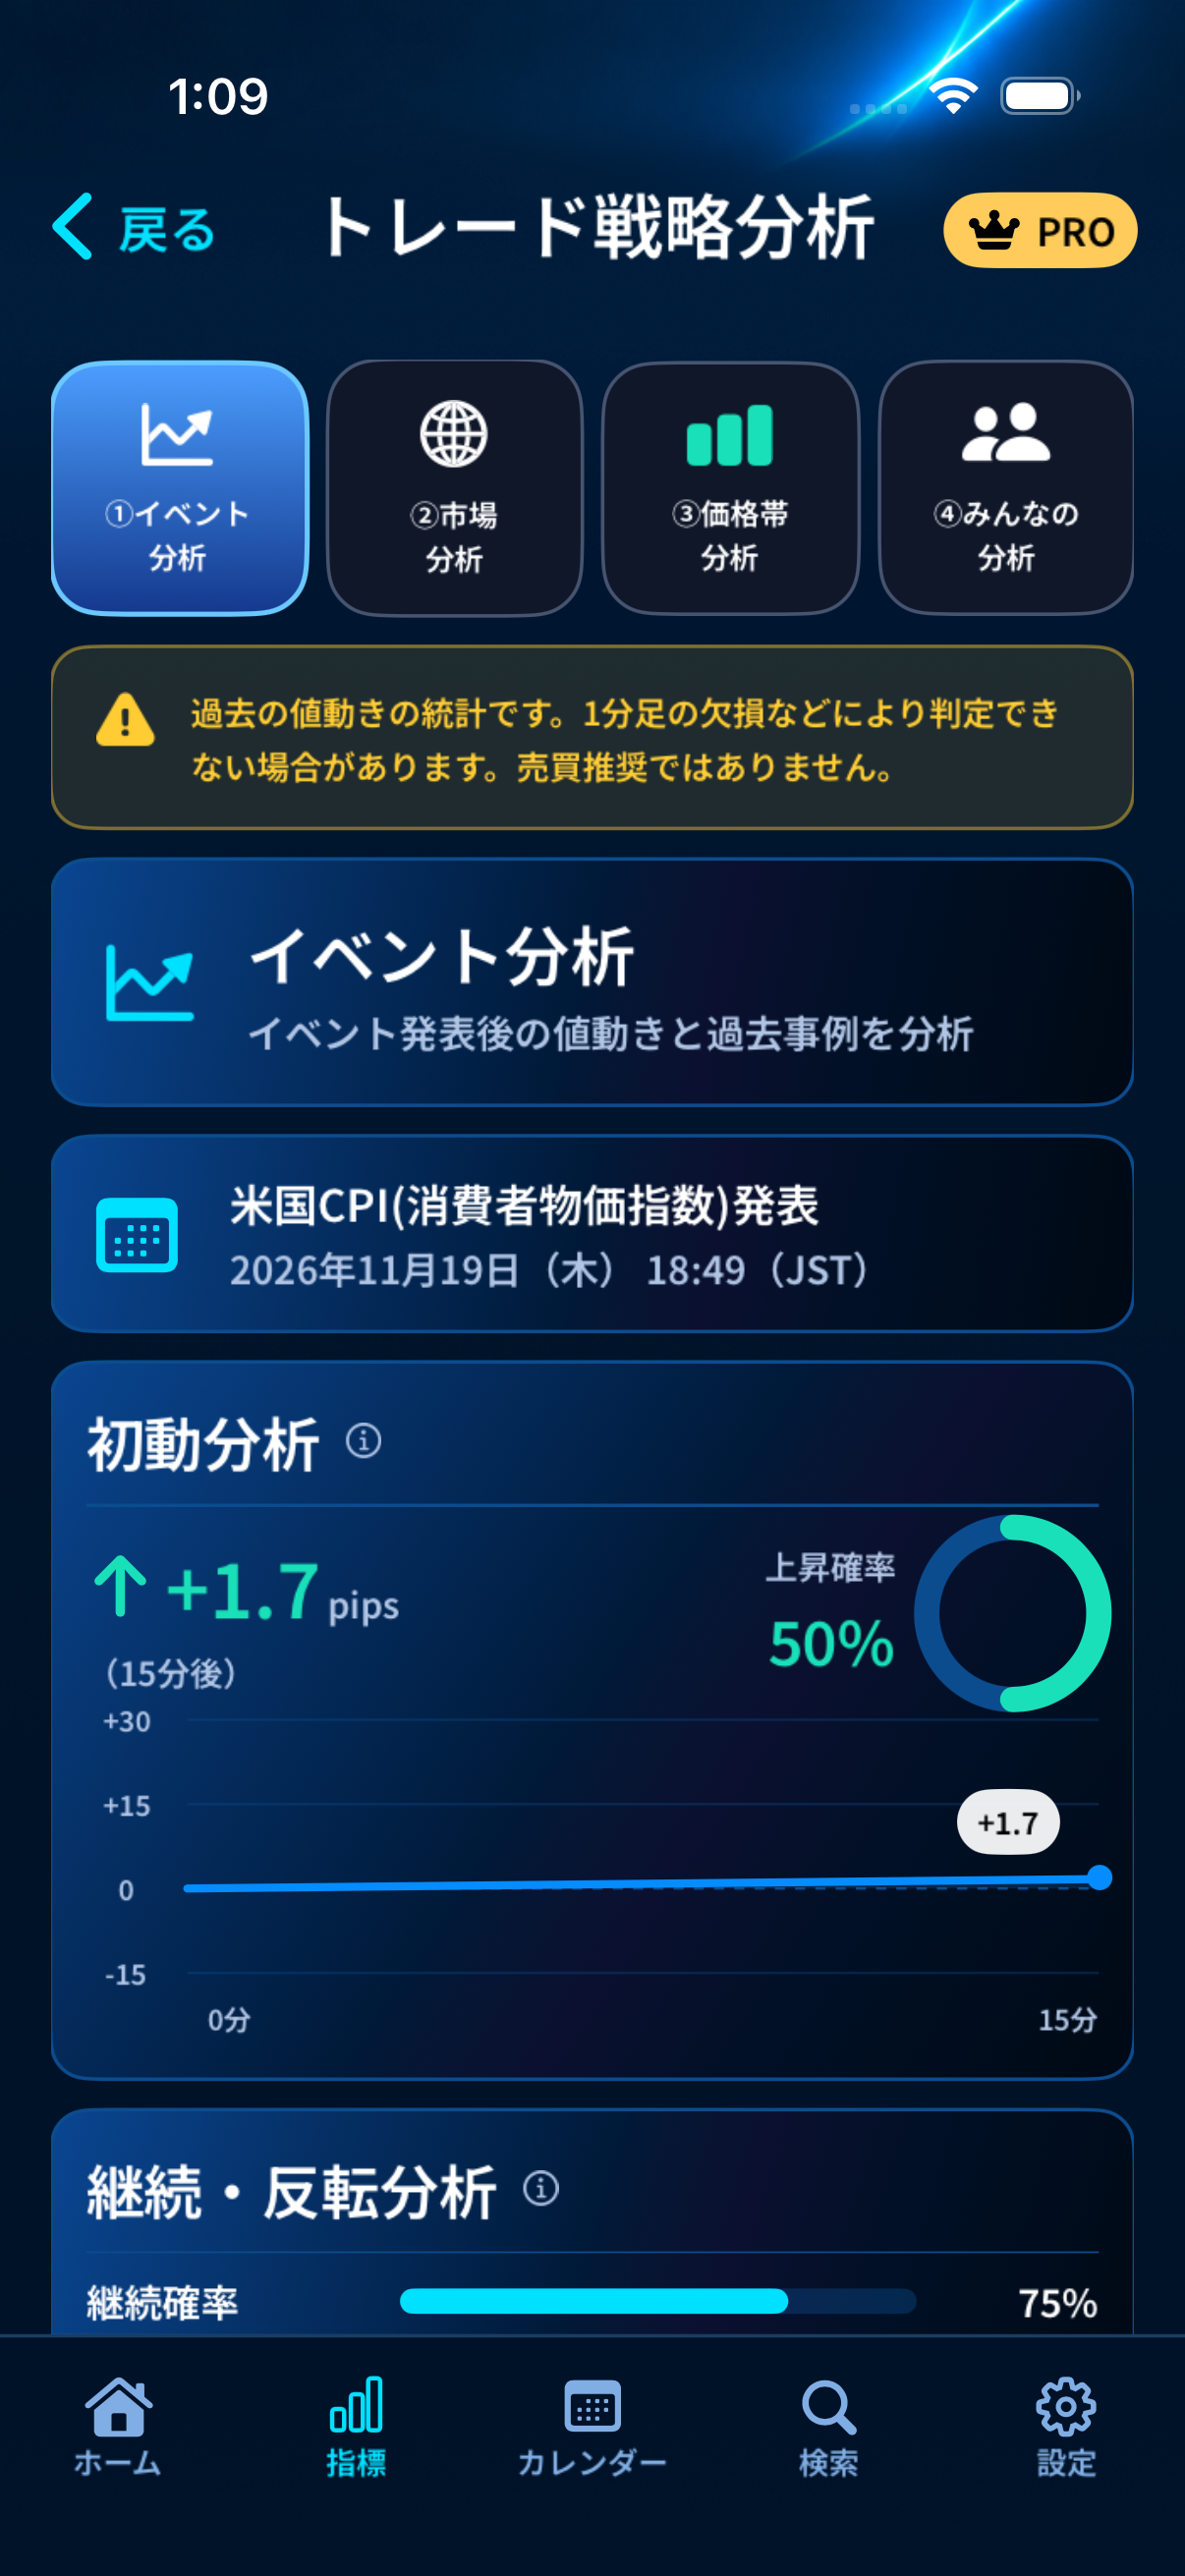 1:09
戻る
トレード戦略分析
PRO
①イベント
分析
②市場
分析
③価格帯
分析
④みんなの
分析
過去の値動きの統計です。1分足の欠損などにより判定でき
ない場合があります。売買推奨ではありません。
イベント分析
イベント発表後の値動きと過去事例を分析
米国CPI(消費者物価指数)発表
2026年11月19日（木） 18:49（JST）
初動分析
+1.7 pips
（15分後）
上昇確率
50%
+30
+15
+1.7
0
-15
0分
15分
継続・反転分析
継続確率
75%
ホーム
指標
カレンダー
検索
設定